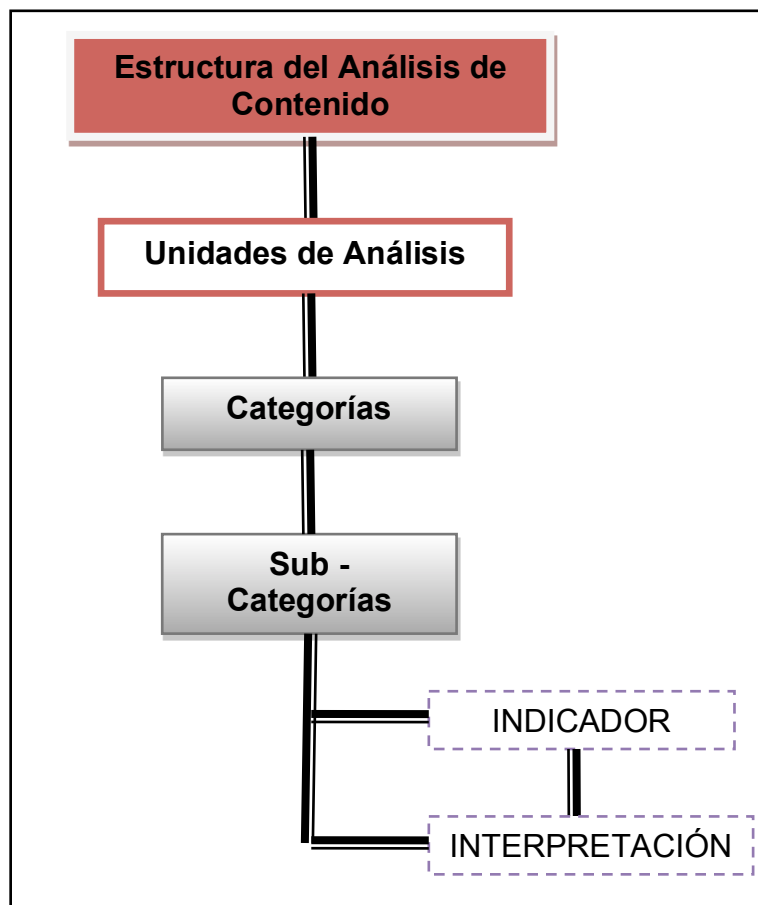 Estructura del Análisis de
Contenido
Unidades de Análisis
Categorías
Sub -
Categorías
INDICADOR
INTERPRETACIÓN